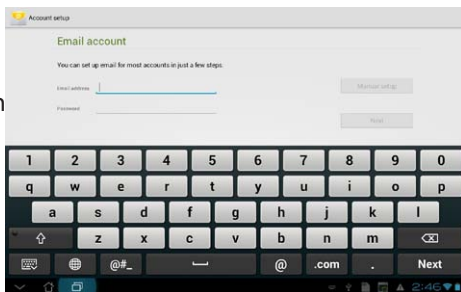 Account setup
Email account
You can set up email for most accounts in just a few steps.
Email address
Manual setup
Password
Next
1 2 3 4 5 6 7 8 9 0
q w e r t y u i o p
a s d f g h j k l
z x c v b n m
@#_ @ .com . Next
2:46